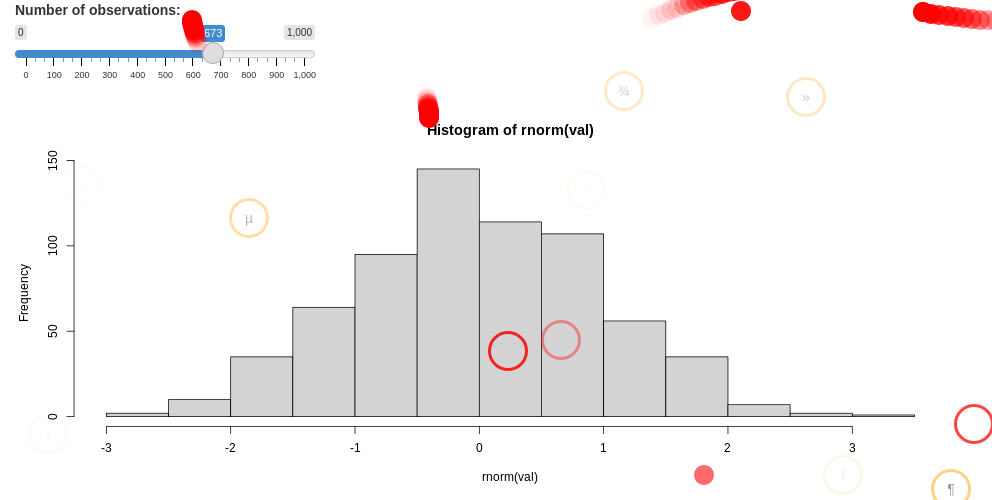 Number of observations:
0 673 1,000
0 100 200 300 400 500 600 700 800 900 1,000
¾
»
Histogram of rnorm(val)
µ
150
100
50
0
Frequency
-3 -2 -1 0 1 2 3
rnorm(val)
¶